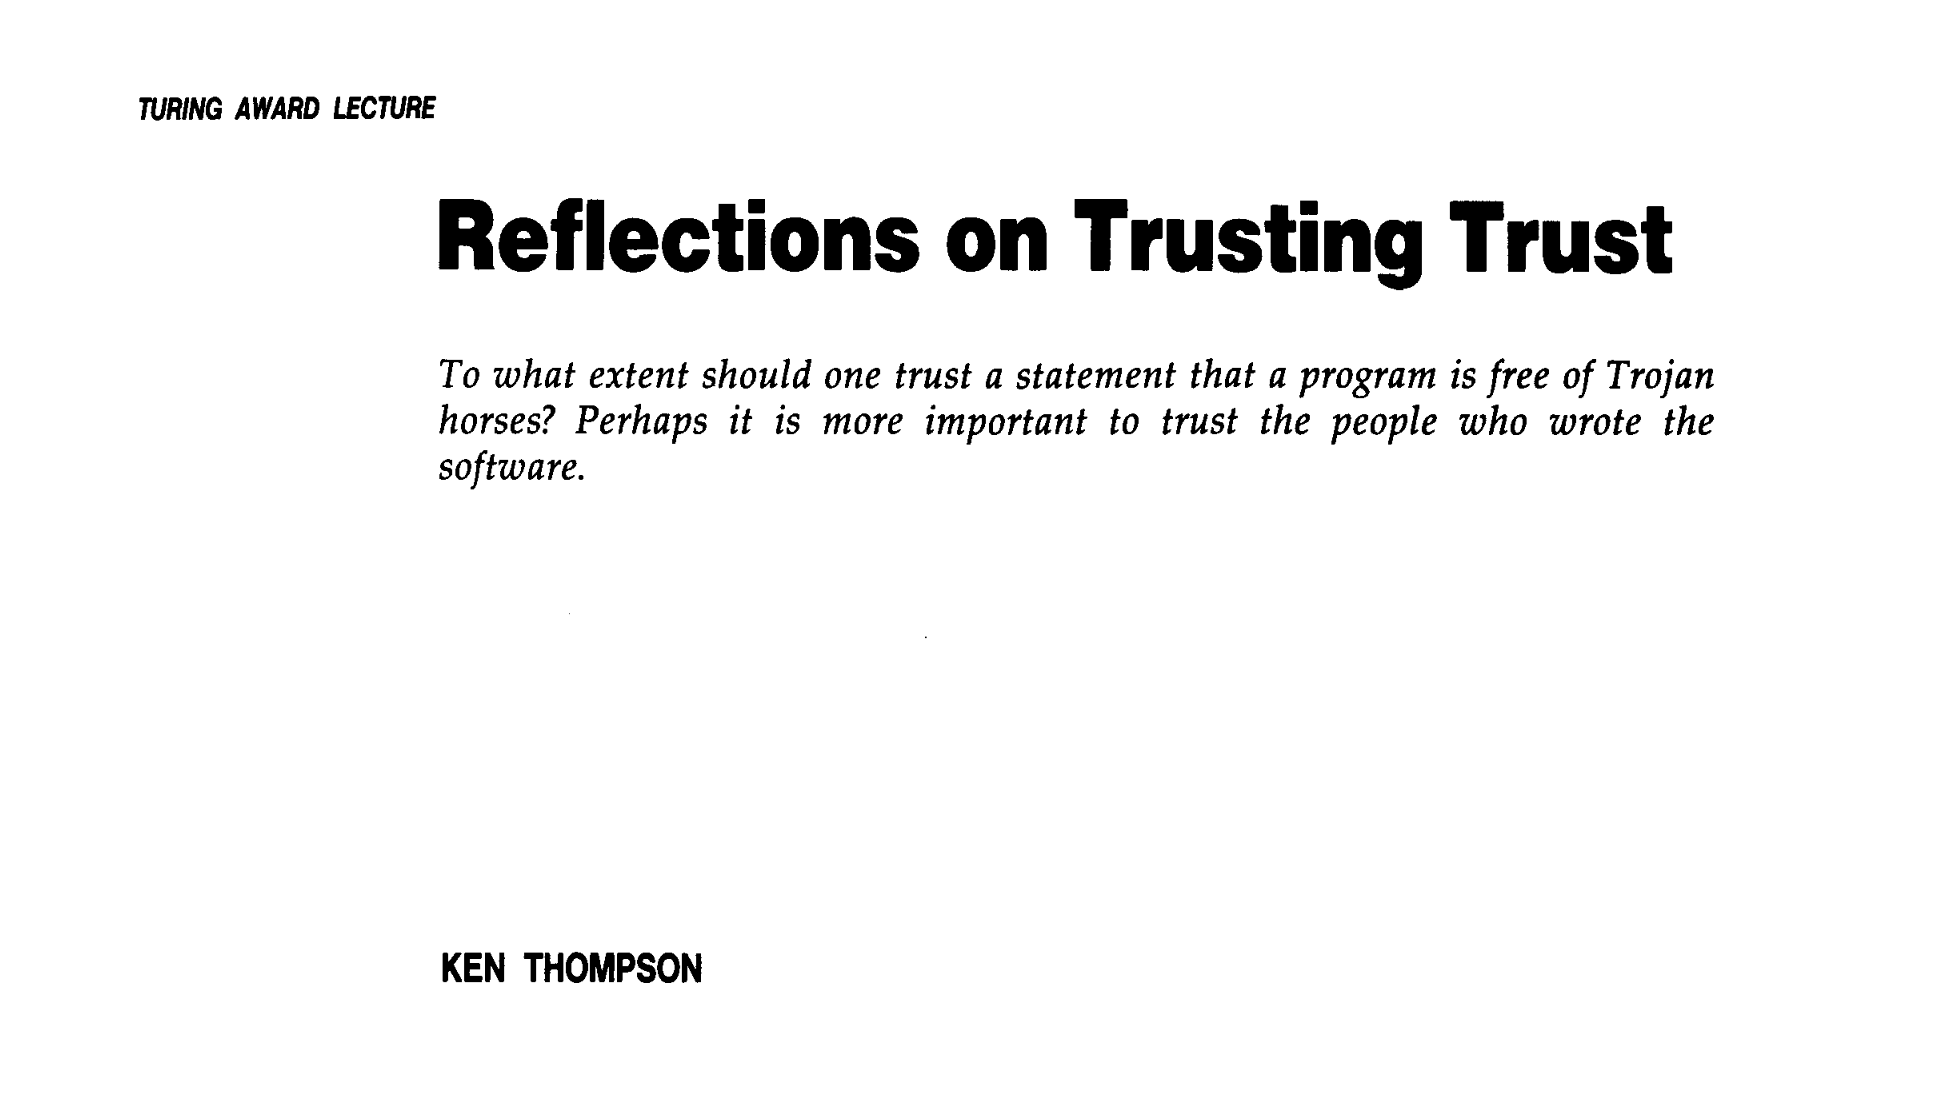 TURING AWARD LECTURE
Reflections on Trusting Trust
To what extent should one trust a statement that a program is free of Trojan
horses? Perhaps it is more important to trust the people who wrote the
software.
KEN THOMPSON